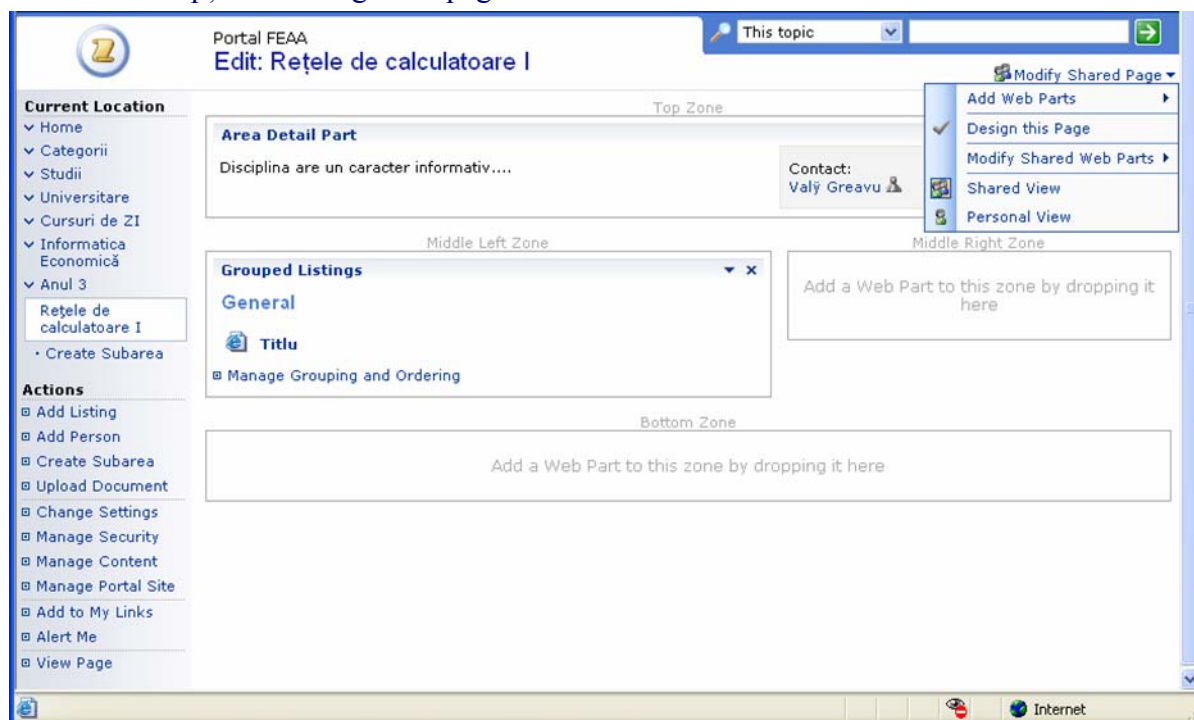 Portal FEAA
Edit: Rețele de calculatoare I
This topic
Modify Shared Page
Add Web Parts
Design this Page
Modify Shared Web Parts
Shared View
Personal View
Current Location
Home
Categorii
Studii
Universitare
Cursuri de ZI
Informatica
Economică
Anul 3
Rețele de
calculatoare I
Create Subarea
Actions
Add Listing
Add Person
Create Subarea
Upload Document
Change Settings
Manage Security
Manage Content
Manage Portal Site
Add to My Links
Alert Me
View Page
Top Zone
Area Detail Part
Disciplina are un caracter informativ....
Contact:
Valÿ Greavu
Middle Left Zone
Grouped Listings
General
Titlu
Manage Grouping and Ordering
Middle Right Zone
Add a Web Part to this zone by dropping it
here
Bottom Zone
Add a Web Part to this zone by dropping it here
Internet